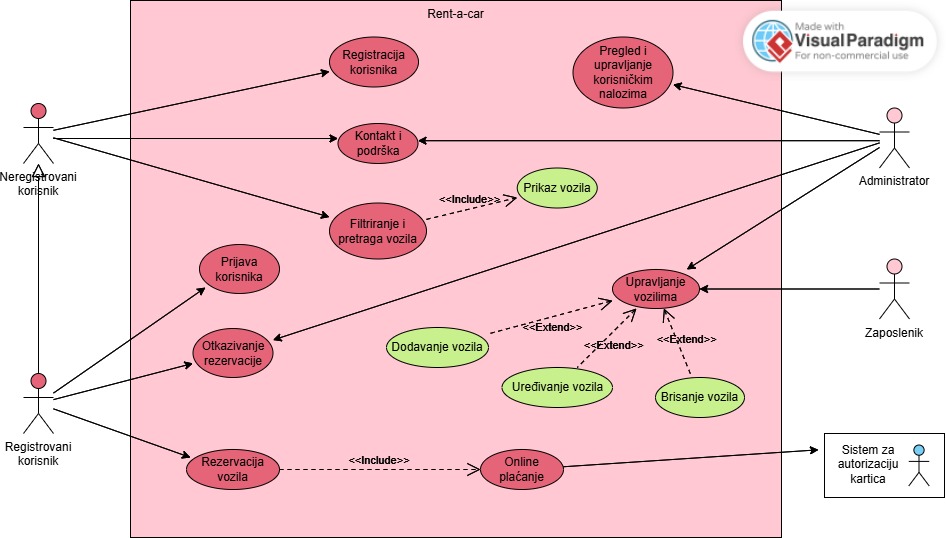 Rent-a-car
Made with
Visual Paradigm
For non-commercial use
Registracija
korisnika
Pregled i
upravljanje
korisničkim
nalozima
Kontakt i
podrška
Neregistrovani
korisnik
Administrator
Prikaz vozila
<<Include>>
Filtriranje i
pretraga vozila
Prijava
korisnika
Upravljanje
vozilima
Zaposlenik
<<Extend>>
<<Extend>>
<<Extend>>
Otkazivanje
rezervacije
Dodavanje vozila
Uređivanje vozila
Brisanje vozila
Registrovani
korisnik
Rezervacija
vozila
<<Include>>
Online
plaćanje
Sistem za
autorizaciju
kartica